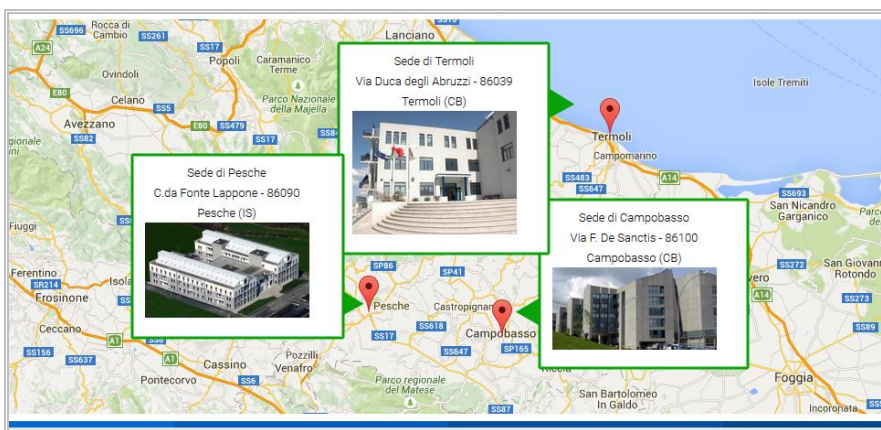 Rocca di
Cambio
SS696
SS261
A24
SS17
Popoli
Caramanico
Terme
Lanciano
Ovindoli
E80
Celano
SS5
Parco Nazionale
della Majella
Avezzano
SS82
E80
SS479
SS17
Sede di Termoli
Via Duca degli Abruzzi - 86039
Termoli (CB)
Isole Tremiti
Termoli
Campomarino
A14
SS483
SS647
SS693
San Nicandro
Garganico
Sede di Pesche
C.da Fonte Lappone - 86090
Pesche (IS)
Sede di Campobasso
Via F. De Sanctis - 86100
Campobasso (CB)
Fiuggi
Ferentino
SR214
Frosinone
Ceccano
SS156
SS637
A1
A1
Cassino
SS6
Pontecorvo
Pozzilli
Venafro
SP86
SP41
Pesche
Castropignano
SS17
SS618
Campobasso
SS647
SP165
Parco regionale
del Matese
SS87
San Bartolomeo
In Galdo
SS272
San Giovanni
Rotondo
A14
SS273
SS89
Foggia
Incoronata